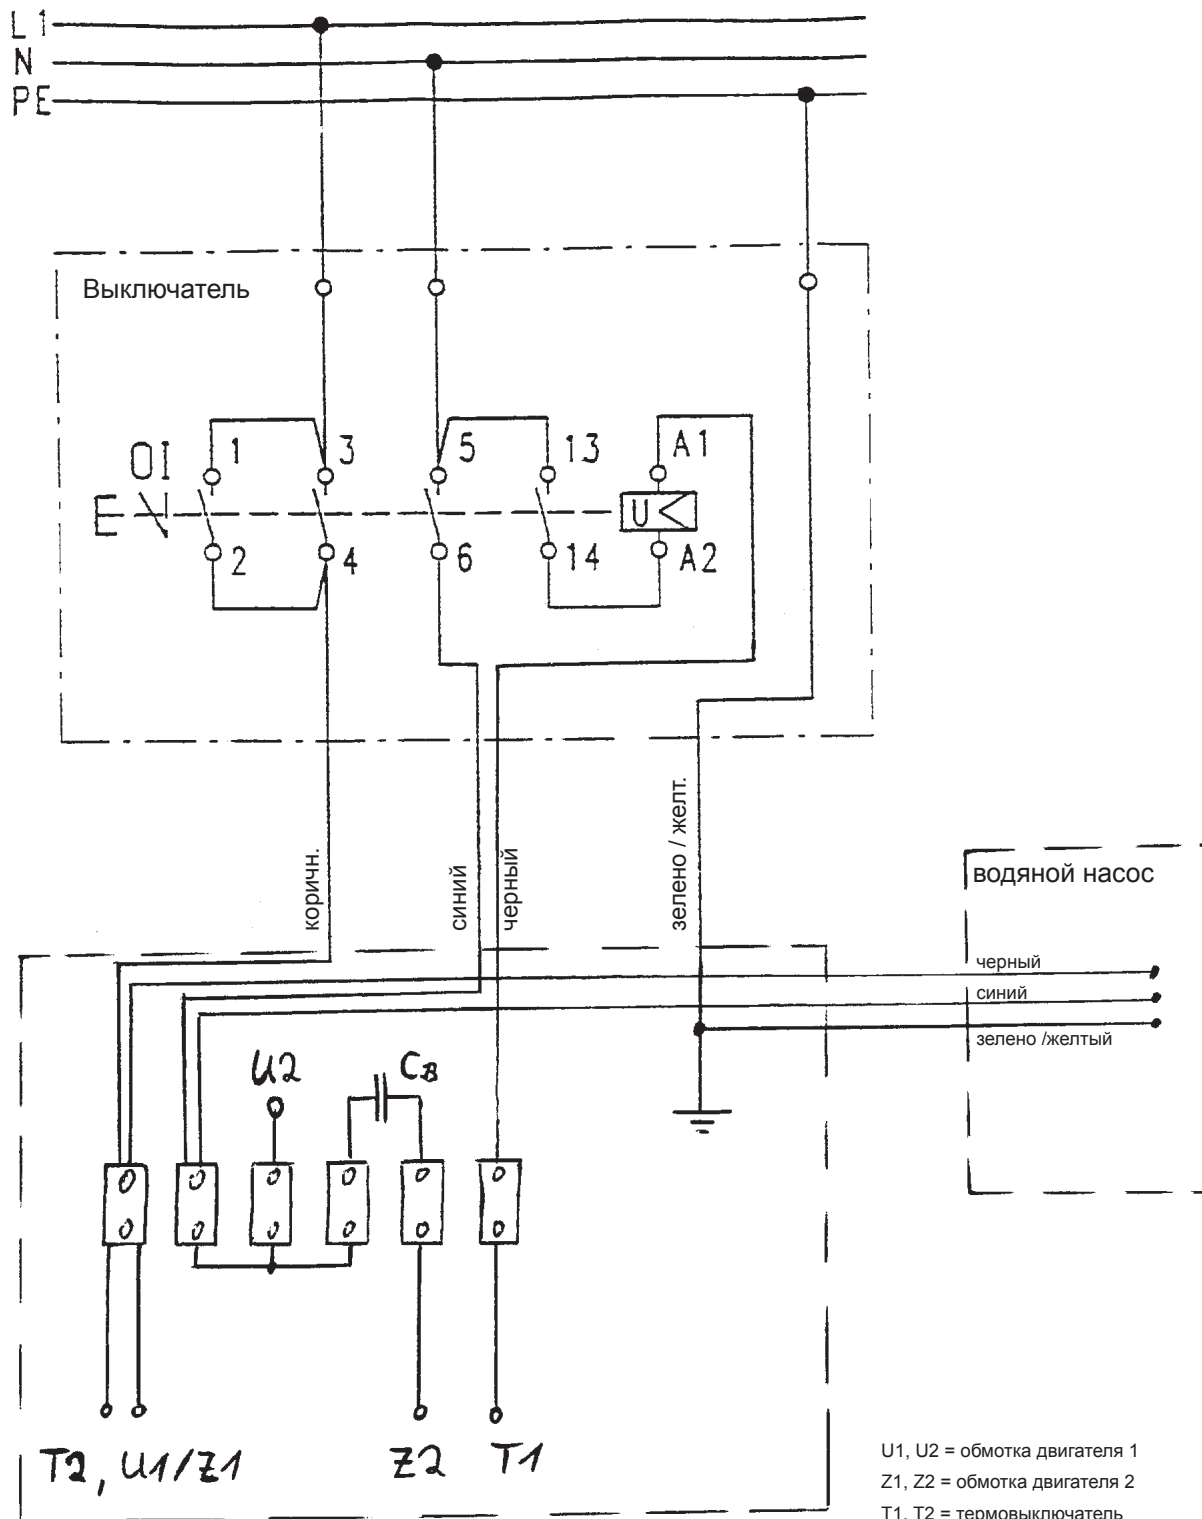 L1
N
PE
Выключатель
0I 1 3 5 13 A1
E U<
2 4 6 14 A2
коричн.
синий
черный
зелено / желт.
водяной насос
черный
синий
зелено /желтый
U2 CB
T2, U1/Z1 Z2 T1
U1, U2 = обмотка двигателя 1
Z1, Z2 = обмотка двигателя 2
T1, T2 = термовыключатель